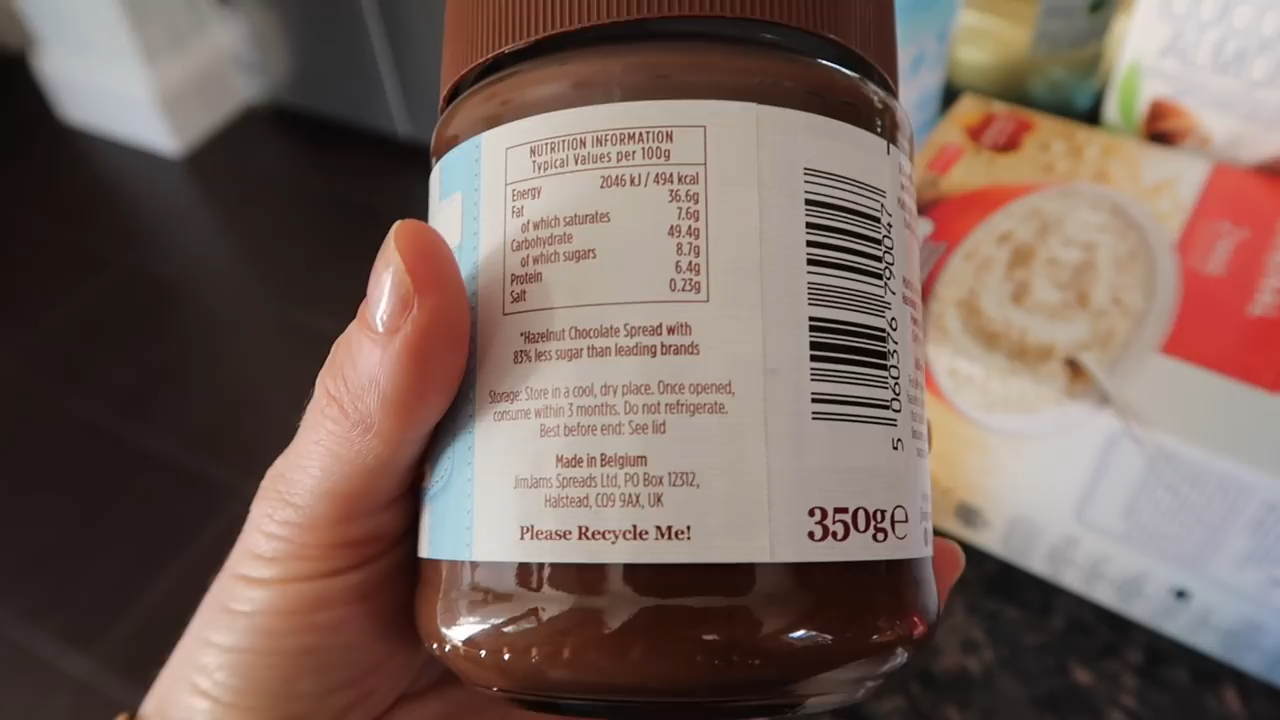 NUTRITION INFORMATION
Typical Values per 100g
Energy 2046 kJ / 494 kcal
Fat 36.6g
of which saturates 7.6g
Carbohydrate 49.4g
of which sugars 8.7g
Protein 6.4g
Salt 0.23g
*Hazelnut Chocolate Spread with
83% less sugar than leading brands
Storage: Store in a cool, dry place. Once opened,
consume within 3 months. Do not refrigerate.
Best before end: See lid
Made in Belgium
JimJams Spreads Ltd, PO Box 12312,
Halstead, CO9 9AX, UK
Please Recycle Me!
5 060376 790047
350g℮